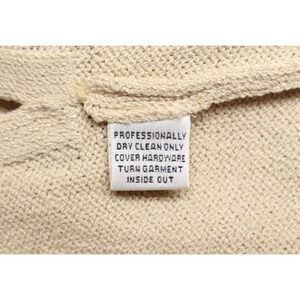 PROFESSIONALLY
DRY CLEAN ONLY
COVER HARDWARE
TURN GARMENT
INSIDE OUT